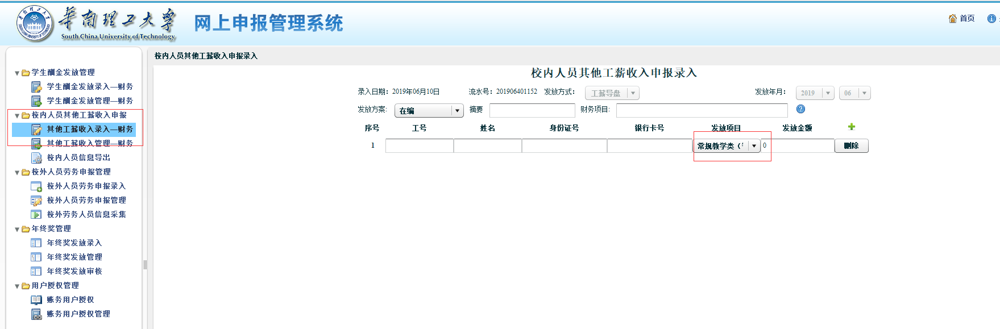 華南理工大学
South China University of Technology
网上申报管理系统
首页
学生酬金发放管理
学生酬金发放录入—财务
学生酬金发放管理—财务
校内人员其他工薪收入申报
其他工薪收入录入—财务
其他工薪收入管理—财务
校内人员信息导出
校外人员劳务申报管理
校外人员劳务申报录入
校外人员劳务申报管理
校外劳务人员信息采集
年终奖管理
年终奖发放录入
年终奖发放管理
年终奖发放审核
用户授权管理
账务用户授权
账务用户授权管理
校内人员其他工薪收入申报录入
校内人员其他工薪收入申报录入
录入日期：2019年06月10日 流水号：201906401152 发放方式： 工薪导盘 发放年月： 2019 06
发放方案: 在编 摘要 财务项目:
序号 工号 姓名 身份证号 银行卡号 发放项目 发放金额
1 常规教学类（ 0 删除